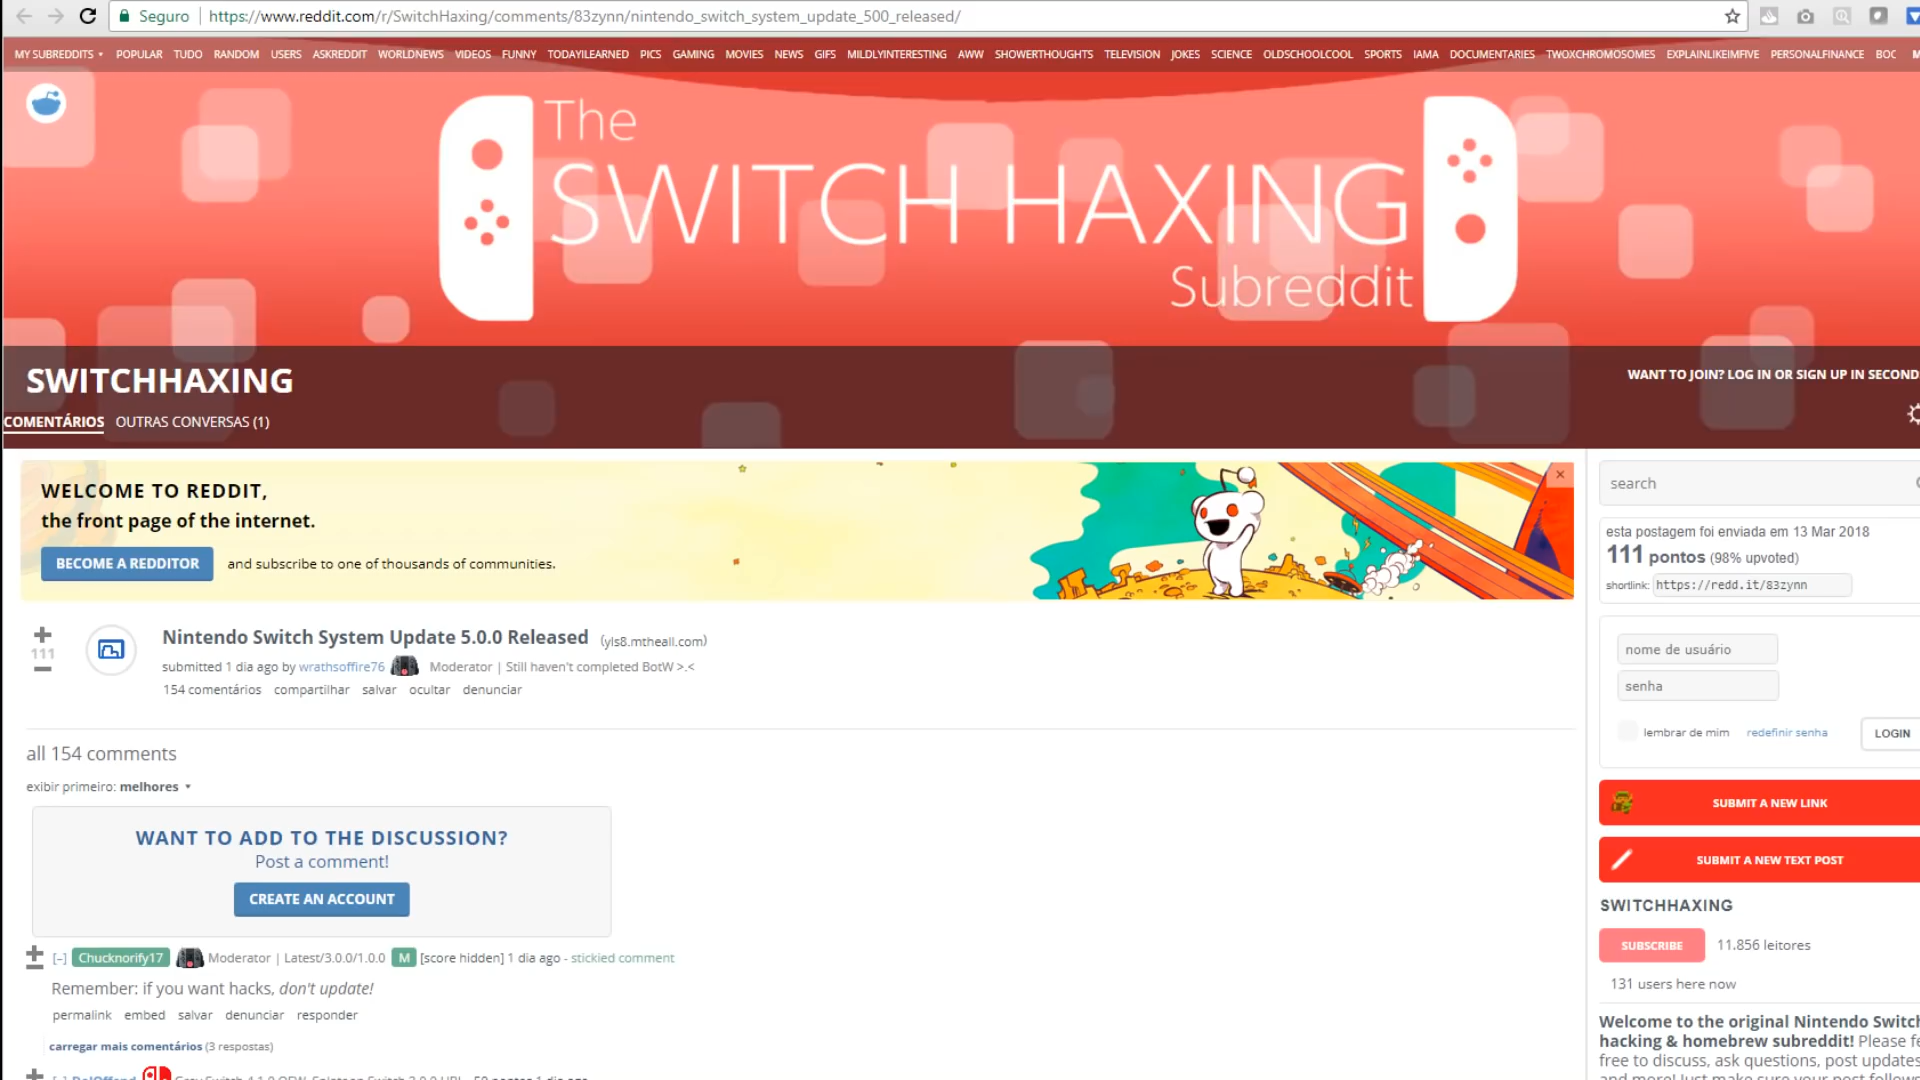 Seguro https://www.reddit.com/r/SwitchHaxing/comments/83zynn/nintendo_switch_system_update_500_released/
MY SUBREDDITS POPULAR TUDO RANDOM USERS ASKREDDIT WORLDNEWS VIDEOS FUNNY TODAYILEARNED PICS GAMING MOVIES NEWS GIFS MILDLYINTERESTING AWW SHOWERTHOUGHTS TELEVISION JOKES SCIENCE OLDSCHOOLCOOL SPORTS IAMA DOCUMENTARIES TWOXCHROMOSOMES EXPLAINLIKEIMFIVE PERSONALFINANCE BOC
The
SWITCH HAXING
Subreddit
SWITCHHAXING
WANT TO JOIN? LOG IN OR SIGN UP IN SECOND
COMENTÁRIOS OUTRAS CONVERSAS (1)
WELCOME TO REDDIT,
the front page of the internet.
BECOME A REDDITOR and subscribe to one of thousands of communities.
search
esta postagem foi enviada em 13 Mar 2018
111 pontos (98% upvoted)
shortlink: https://redd.it/83zynn
111
Nintendo Switch System Update 5.0.0 Released (yls8.mtheall.com)
submitted 1 dia ago by wrathsoffire76 Moderator | Still haven't completed BotW >.<
154 comentários compartilhar salvar ocultar denunciar
nome de usuário
senha
lembrar de mim redefinir senha LOGIN
all 154 comments
exibir primeiro: melhores
WANT TO ADD TO THE DISCUSSION?
Post a comment!
CREATE AN ACCOUNT
SUBMIT A NEW LINK
SUBMIT A NEW TEXT POST
SWITCHHAXING
SUBSCRIBE 11.856 leitores
131 users here now
Welcome to the original Nintendo Switch
hacking & homebrew subreddit! Please fe
free to discuss, ask questions, post updates
[–] Chucknorify17 Moderator | Latest/3.0.0/1.0.0 M [score hidden] 1 dia ago - stickied comment
Remember: if you want hacks, don't update!
permalink embed salvar denunciar responder
carregar mais comentários (3 respostas)